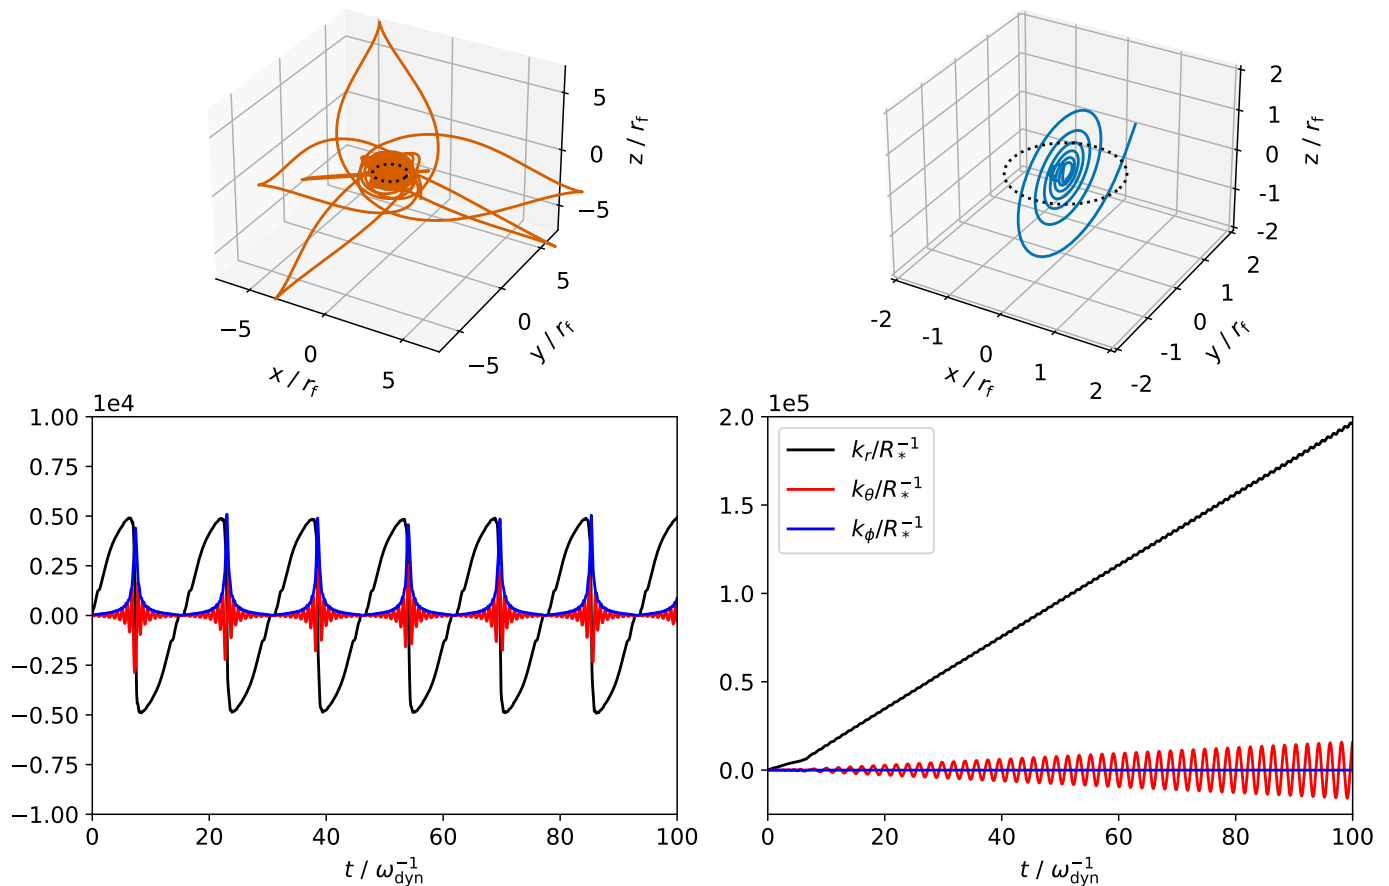 5
0
−5
z / r_f
−5
0
5
x / r_f
5
0
−5
y / r_f
2
1
0
-1
-2
z / r_f
-2
-1
0
1
2
x / r_f
2
1
0
-1
-2
y / r_f
1e4
1.00
0.75
0.50
0.25
0.00
−0.25
−0.50
−0.75
−1.00
0 20 40 60 80 100
t / ω_dyn^−1
1e5
2.0
1.5
1.0
0.5
0.0
k_r/R_*^−1
k_θ/R_*^−1
k_ϕ/R_*^−1
0 20 40 60 80 100
t / ω_dyn^−1